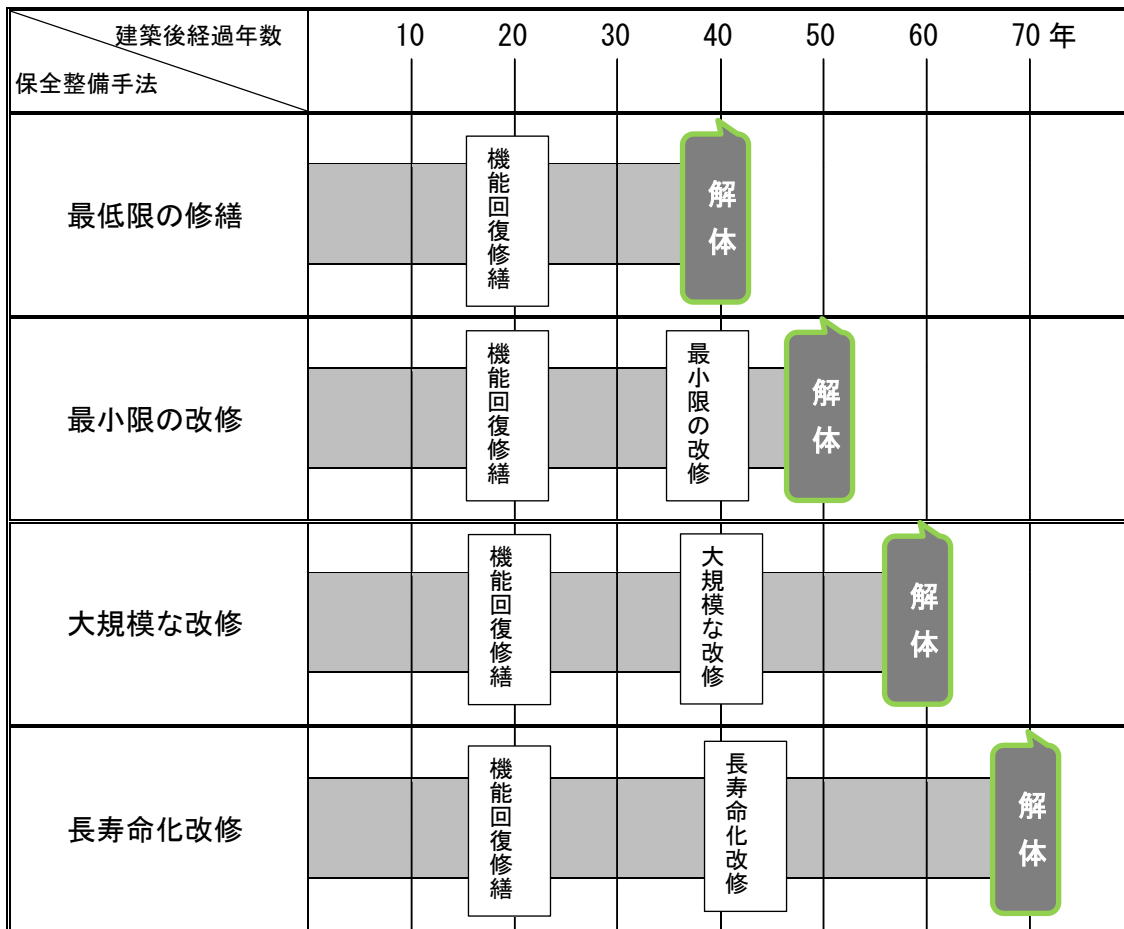 建築後経過年数
保全整備手法
10 20 30 40 50 60 70 年
最低限の修繕
機能回復修繕
解体
最小限の改修
機能回復修繕
最小限の改修
解体
大規模な改修
機能回復修繕
大規模な改修
解体
長寿命化改修
機能回復修繕
長寿命化改修
解体